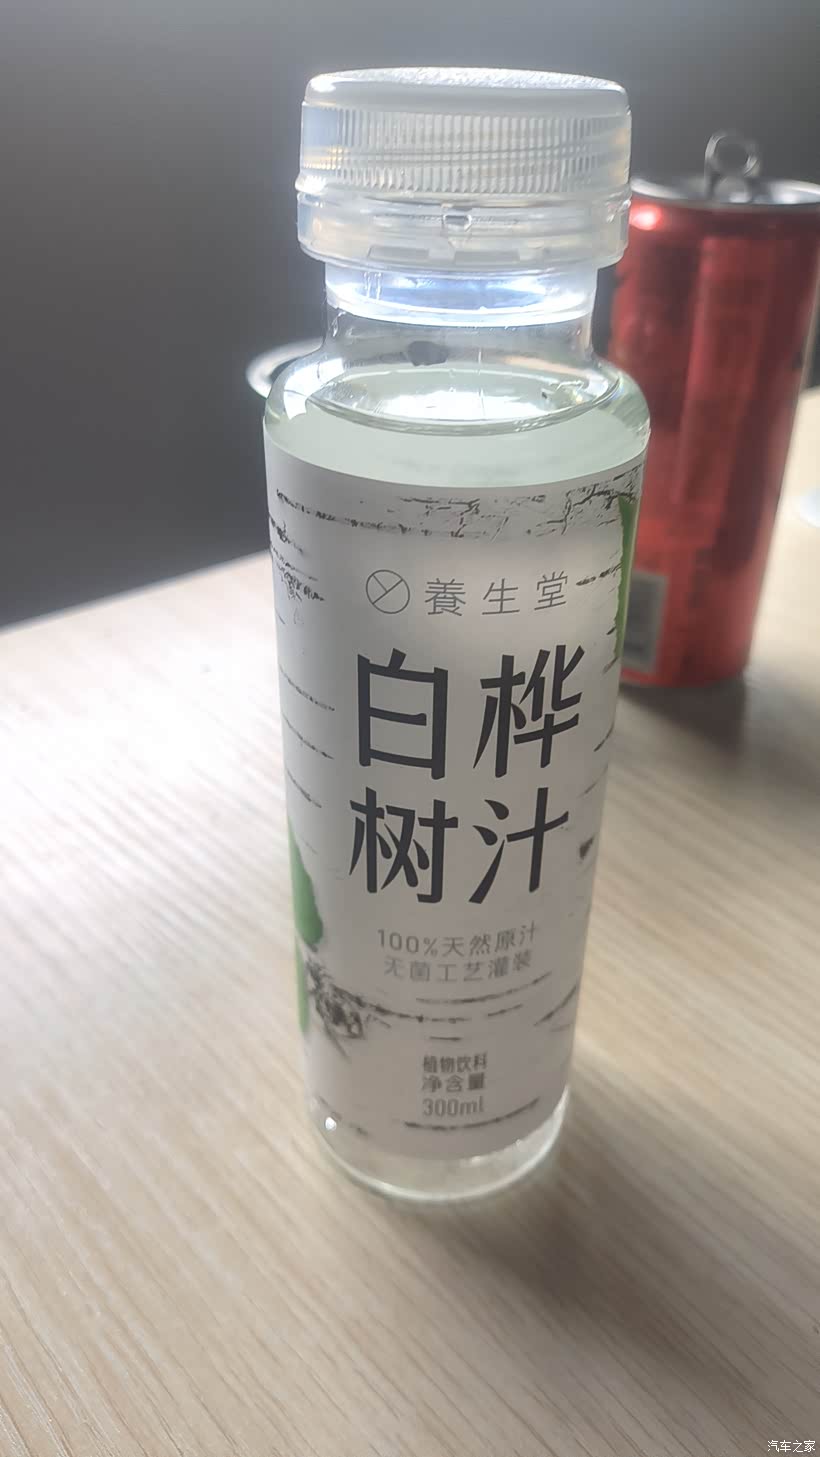 養生堂
白桦
树汁
100%天然原汁
无菌工艺灌装
植物饮料
净含量
300ml
汽车之家